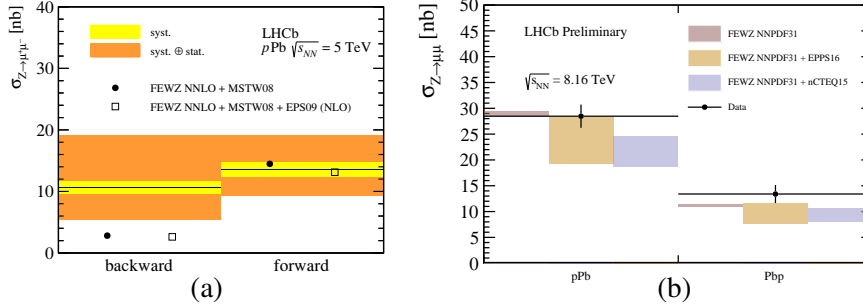 σZ→μ+μ- [nb]
40
30
20
10
0
syst.
syst. ⊕ stat.
LHCb
pPb √sNN = 5 TeV
FEWZ NNLO + MSTW08
FEWZ NNLO + MSTW08 + EPS09 (NLO)
backward
forward
(a)
σZ→μμ [nb]
50
45
40
35
30
25
20
15
10
5
0
LHCb Preliminary
√sNN = 8.16 TeV
FEWZ NNPDF31
FEWZ NNPDF31 + EPPS16
FEWZ NNPDF31 + nCTEQ15
Data
pPb
Pbp
(b)